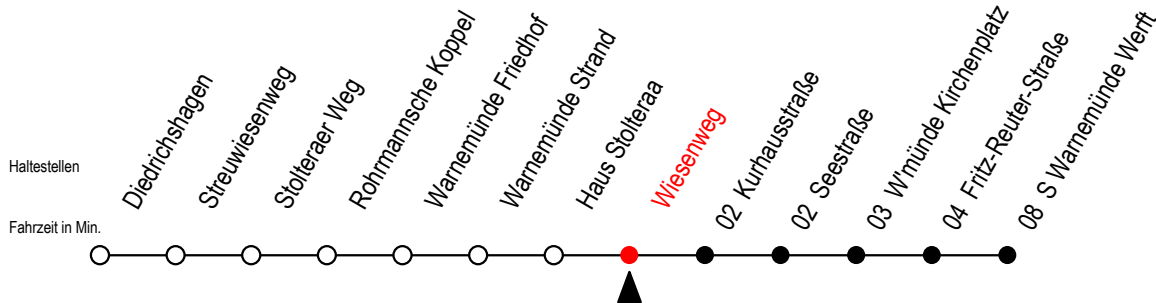 Haltestellen
Fahrzeit in Min.
Diedrichshagen
Streuwiesenweg
Stolteraer Weg
Rohrmannsche Koppel
Warnemünde Friedhof
Warnemünde Strand
Haus Stolteraa
Wiesenweg
02 Kurhausstraße
02 Seestraße
03 W'münde Kirchenplatz
04 Fritz-Reuter-Straße
08 S Warnemünde Werft